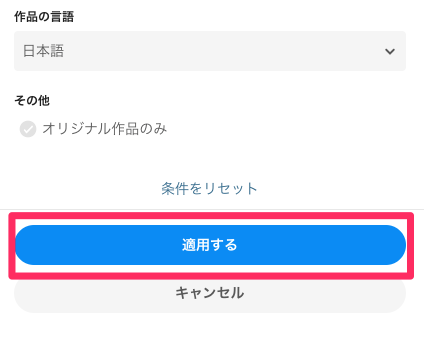 作品の言語
日本語
その他
オリジナル作品のみ
条件をリセット
適用する
キャンセル